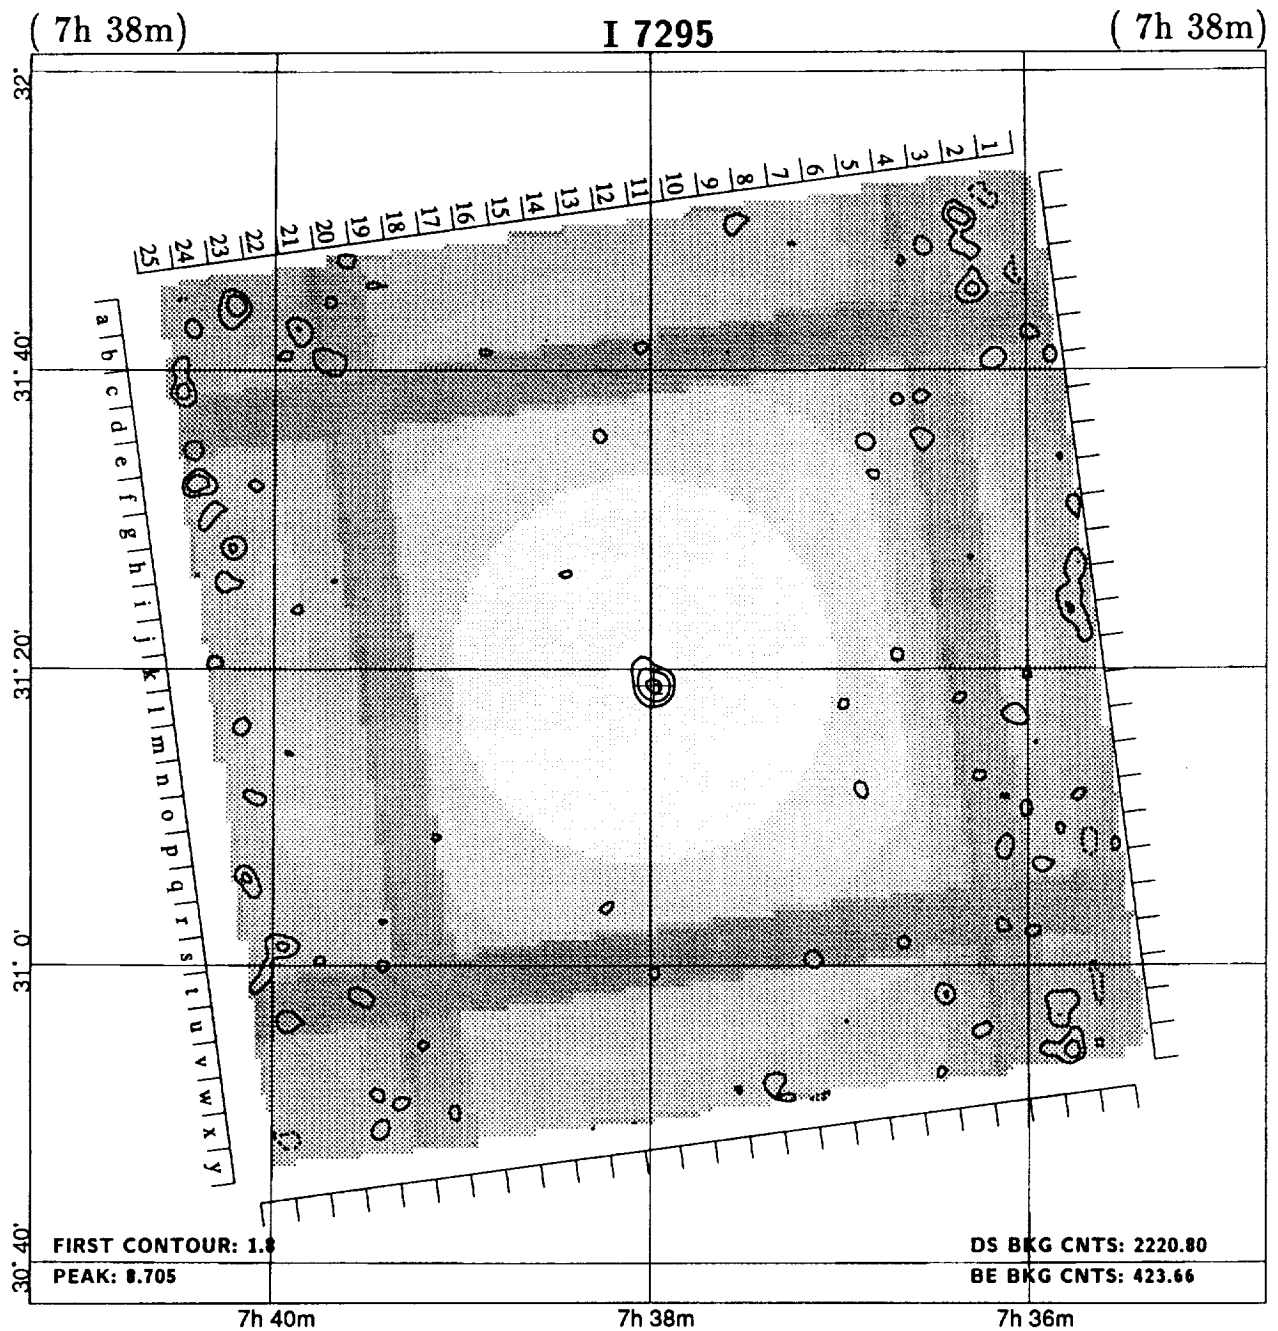 ( 7h 38m) I 7295 ( 7h 38m)
32°
1
2
3
4
5
6
7
8
9
10
11
12
13
14
15
16
17
18
19
20
21
22
23
24
25
31° 40'
a
b
c
d
e
f
g
h
i
j
k
l
m
n
o
p
q
r
s
t
u
v
w
x
y
31° 20'
31° 0'
30° 40'
FIRST CONTOUR: 1.8 DS BKG CNTS: 2220.80
PEAK: 8.705 BE BKG CNTS: 423.66
7h 40m 7h 38m 7h 36m